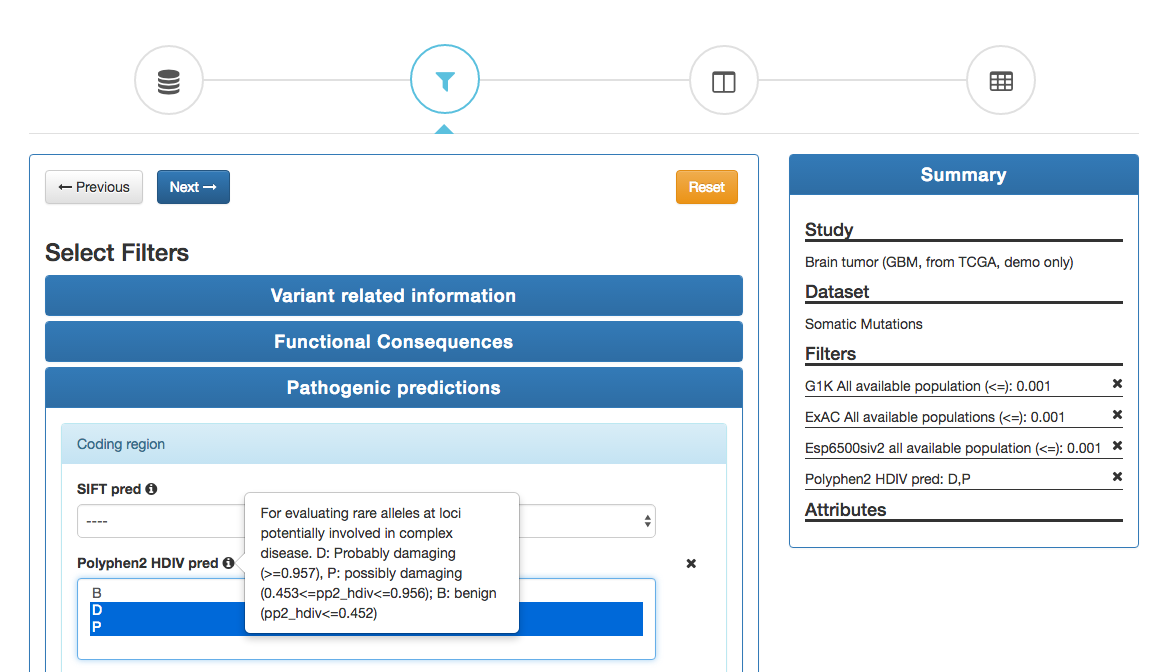 ← Previous
Next →
Reset
Select Filters
Variant related information
Functional Consequences
Pathogenic predictions
Coding region
SIFT pred
----
Polyphen2 HDIV pred
B
D
P
For evaluating rare alleles at loci
potentially involved in complex
disease. D: Probably damaging
(>=0.957), P: possibly damaging
(0.453<=pp2_hdiv<=0.956); B: benign
(pp2_hdiv<=0.452)
Summary
Study
Brain tumor (GBM, from TCGA, demo only)
Dataset
Somatic Mutations
Filters
G1K All available population (<=): 0.001
ExAC All available populations (<=): 0.001
Esp6500siv2 all available population (<=): 0.001
Polyphen2 HDIV pred: D,P
Attributes